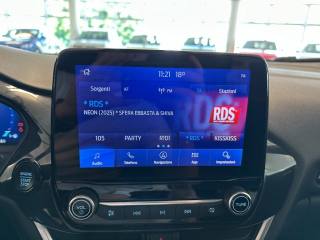 11:21 18°
Sorgenti
FM
Stazioni
* RDS *
NEON (2025) * SFERA EBBASTA & SHIVA
RDS
105
PARTY
R101
*RDS*
KISSKISS
Audio
Telefono
Navigazione
App
Impostazioni
VOL
TUNE